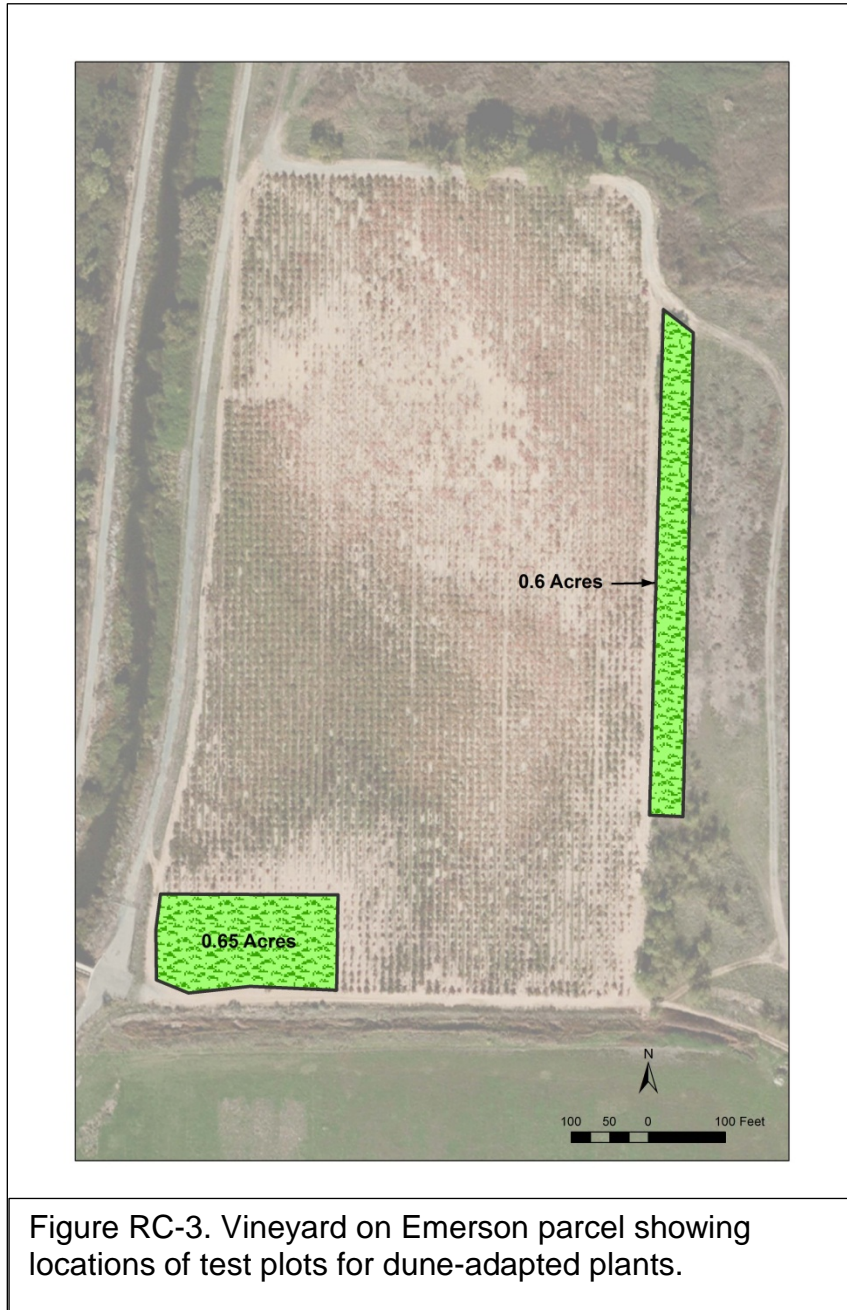 0.6 Acres
0.65 Acres
N
100 50 0 100 Feet
Figure RC-3. Vineyard on Emerson parcel showing
locations of test plots for dune-adapted plants.